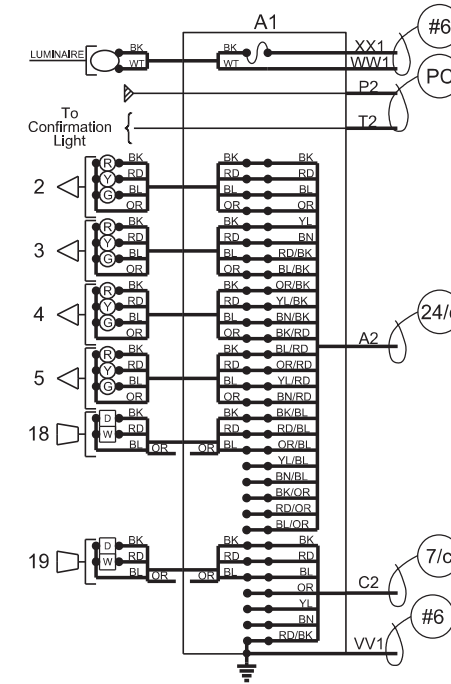 A1
#6
LUMINAIRE BK BK XX1
WT WT WW1
P2 PC
To
Confirmation
Light
T2
R BK BK BK
2 Y RD RD RD
G BL BL BL
OR OR OR
R BK BK YL
3 Y RD RD BN
G BL BL RD/BK
OR OR BL/BK
R BK BK OR/BK
4 Y RD RD YL/BK
G BL BL BN/BK
OR OR BK/RD
A2 24/c
R BK BK BL/RD
5 Y RD RD OR/RD
G BL BL YL/RD
OR OR BN/RD
D BK BK BK/BL
18 W RD RD RD/BL
BL OR OR BL OR/BL
YL/BL
BN/BL
BK/OR
RD/OR
BL/OR
D BK BK BK
19 W RD RD RD
BL OR OR BL BL
OR
C2 7/c
YL
BN
RD/BK
VV1 #6